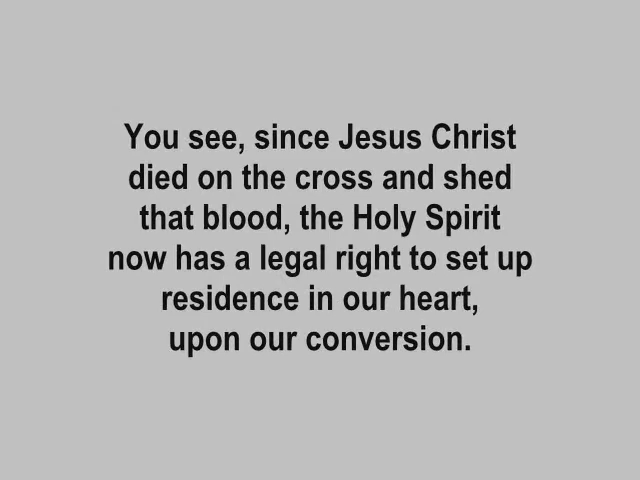 You see, since Jesus Christ
died on the cross and shed
that blood, the Holy Spirit
now has a legal right to set up
residence in our heart,
upon our conversion.